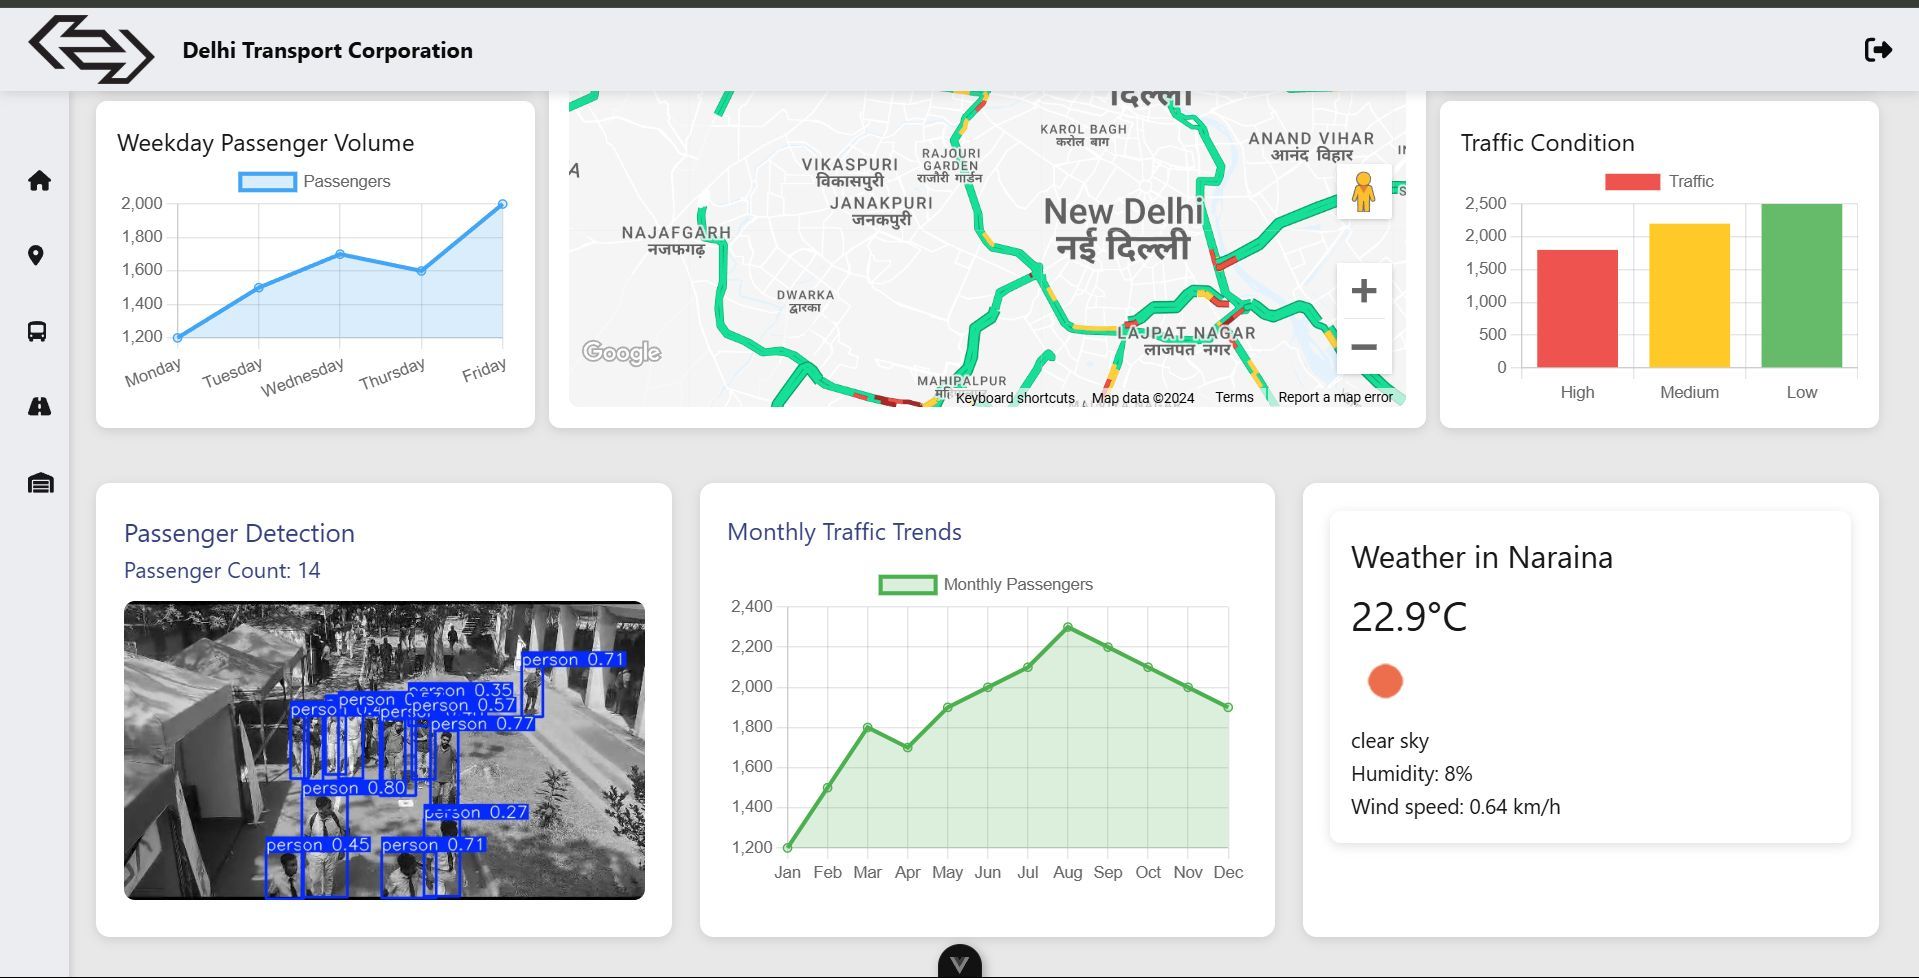 Delhi Transport Corporation
Weekday Passenger Volume
Passengers
2,000
1,800
1,600
1,400
1,200
Monday
Tuesday
Wednesday
Thursday
Friday
दिल्ली
KAROL BAGH
करोल बाग
ANAND VIHAR
आनंद विहार
VIKASPURI
विकासपुरी
RAJOURI
GARDEN
राजौरी गार्डन
JANAKPURI
जनकपुरी
New Delhi
नई दिल्ली
NAJAFGARH
नजफगढ़
DWARKA
द्वारका
LAJPAT NAGAR
लाजपत नगर
Google
MAHIPALPUR
Keyboard shortcuts
Map data ©2024
Terms
Report a map error
Traffic Condition
Traffic
2,500
2,000
1,500
1,000
500
0
High
Medium
Low
Passenger Detection
Passenger Count: 14
person 0.71
person 0.35
person
person 0.57
person 0.77
person 0.80
person 0.27
person 0.45
person 0.71
Monthly Traffic Trends
Monthly Passengers
2,400
2,200
2,000
1,800
1,600
1,400
1,200
Jan Feb Mar Apr May Jun Jul Aug Sep Oct Nov Dec
Weather in Naraina
22.9°C
clear sky
Humidity: 8%
Wind speed: 0.64 km/h